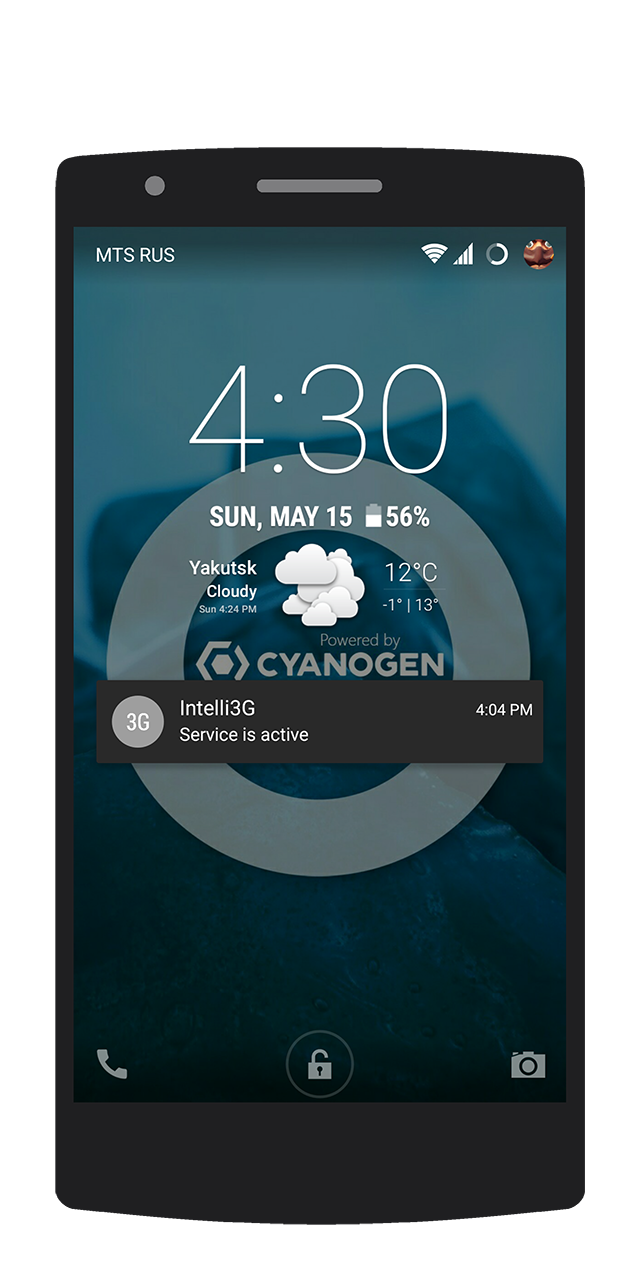 MTS RUS
4:30
SUN, MAY 15 56%
Yakutsk
Cloudy
Sun 4:24 PM
12°C
-1° | 13°
Powered by
CYANOGEN
3G
Intelli3G
4:04 PM
Service is active